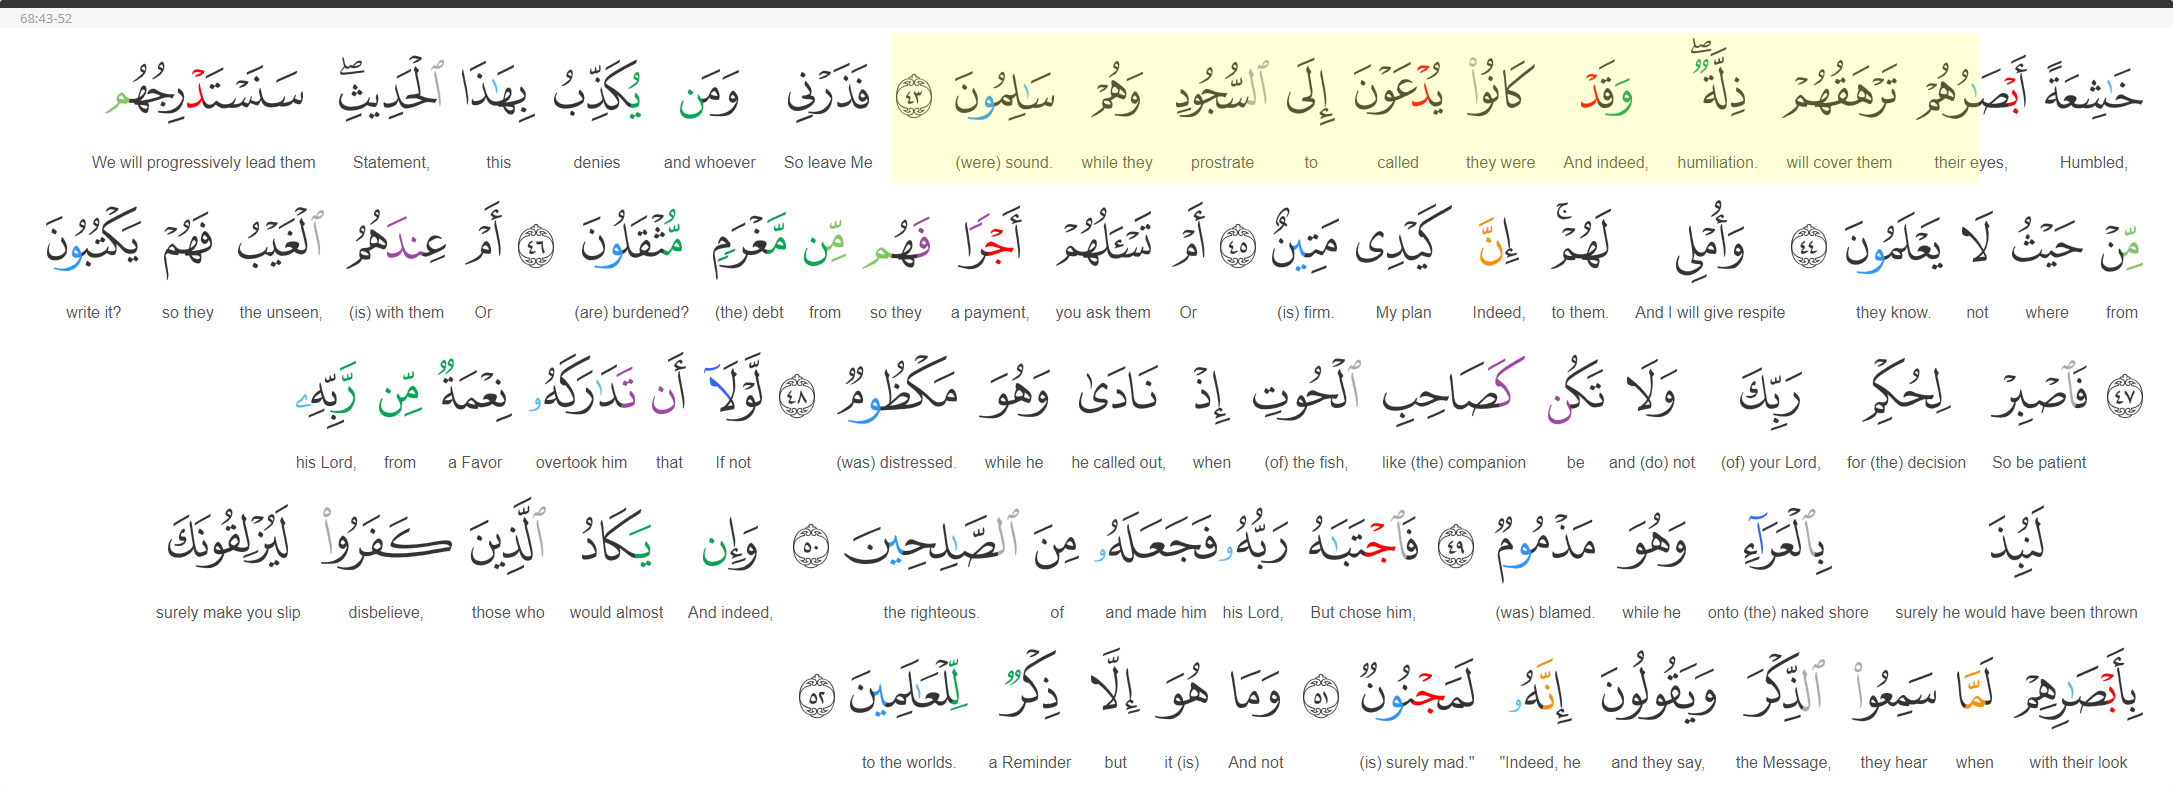 68:43-52
خَـٰشِعَةً أَبْصَـٰرُهُمْ تَرْهَقُهُمْ ذِلَّةٌ ۖ وَقَدْ كَانُوا۟ يُدْعَوْنَ إِلَى ٱلسُّجُودِ وَهُمْ سَـٰلِمُونَ ٤٣ فَذَرْنِى وَمَن يُكَذِّبُ بِهَـٰذَا ٱلْحَدِيثِ ۖ سَنَسْتَدْرِجُهُم
Humbled, their eyes, will cover them humiliation. And indeed, they were called to prostrate while they (were) sound. So leave Me and whoever denies this Statement, We will progressively lead them
مِّنْ حَيْثُ لَا يَعْلَمُونَ ٤٤ وَأُمْلِى لَهُمْ ۚ إِنَّ كَيْدِى مَتِينٌ ٤٥ أَمْ تَسْـَٔلُهُمْ أَجْرًا فَهُم مِّن مَّغْرَمٍ مُّثْقَلُونَ ٤٦ أَمْ عِندَهُمُ ٱلْغَيْبُ فَهُمْ يَكْتُبُونَ
from where not they know. And I will give respite to them. Indeed, My plan (is) firm. Or you ask them a payment, so they from (the) debt (are) burdened? Or (is) with them the unseen, so they write it?
٤٧ فَٱصْبِرْ لِحُكْمِ رَبِّكَ وَلَا تَكُن كَصَاحِبِ ٱلْحُوتِ إِذْ نَادَىٰ وَهُوَ مَكْظُومٌ ٤٨ لَّوْلَآ أَن تَدَٰرَكَهُۥ نِعْمَةٌ مِّن رَّبِّهِۦ
So be patient for (the) decision (of) your Lord, and (do) not be like (the) companion (of) the fish, when he called out, while he (was) distressed. If not that overtook him a Favor from his Lord,
لَنُبِذَ بِٱلْعَرَآءِ وَهُوَ مَذْمُومٌ ٤٩ فَٱجْتَبَـٰهُ رَبُّهُۥ فَجَعَلَهُۥ مِنَ ٱلصَّـٰلِحِينَ ٥٠ وَإِن يَكَادُ ٱلَّذِينَ كَفَرُوا۟ لَيُزْلِقُونَكَ
surely he would have been thrown onto (the) naked shore while he (was) blamed. But chose him, his Lord, and made him of the righteous. And indeed, would almost those who disbelieve, surely make you slip
بِأَبْصَـٰرِهِمْ لَمَّا سَمِعُوا۟ ٱلذِّكْرَ وَيَقُولُونَ إِنَّهُۥ لَمَجْنُونٌ ٥١ وَمَا هُوَ إِلَّا ذِكْرٌ لِّلْعَـٰلَمِينَ ٥٢
with their look when they hear the Message, and they say, "Indeed, he (is) surely mad." And not it (is) but a Reminder to the worlds.